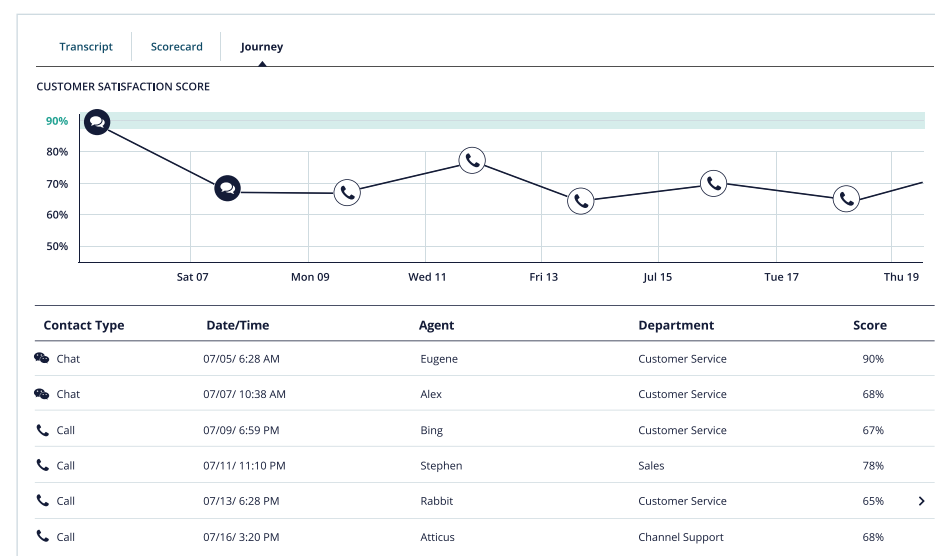 Transcript Scorecard Journey
CUSTOMER SATISFACTION SCORE
90%
80%
70%
60%
50%
Sat 07 Mon 09 Wed 11 Fri 13 Jul 15 Tue 17 Thu 19
Contact Type Date/Time Agent Department Score
Chat 07/05/ 6:28 AM Eugene Customer Service 90%
Chat 07/07/ 10:38 AM Alex Customer Service 68%
Call 07/09/ 6:59 PM Bing Customer Service 67%
Call 07/11/ 11:10 PM Stephen Sales 78%
Call 07/13/ 6:28 PM Rabbit Customer Service 65%
Call 07/16/ 3:20 PM Atticus Channel Support 68%